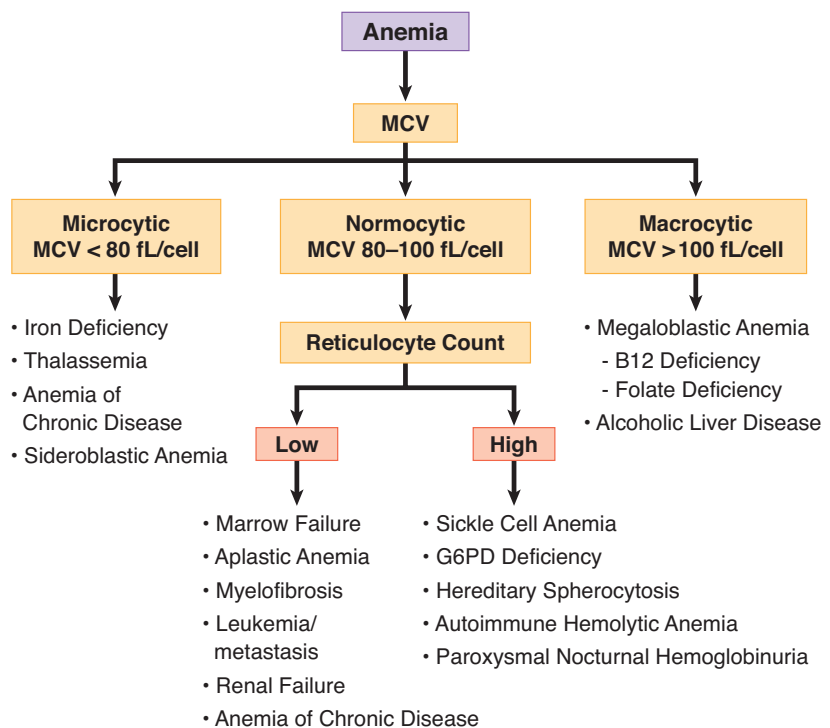 Anemia
MCV
Microcytic
MCV < 80 fL/cell
Normocytic
MCV 80–100 fL/cell
Macrocytic
MCV > 100 fL/cell
• Iron Deficiency
• Thalassemia
• Anemia of
Chronic Disease
• Sideroblastic Anemia
Reticulocyte Count
• Megaloblastic Anemia
- B12 Deficiency
- Folate Deficiency
• Alcoholic Liver Disease
Low
High
• Marrow Failure
• Aplastic Anemia
• Myelofibrosis
• Leukemia/
metastasis
• Renal Failure
• Anemia of Chronic Disease
• Sickle Cell Anemia
• G6PD Deficiency
• Hereditary Spherocytosis
• Autoimmune Hemolytic Anemia
• Paroxysmal Nocturnal Hemoglobinuria